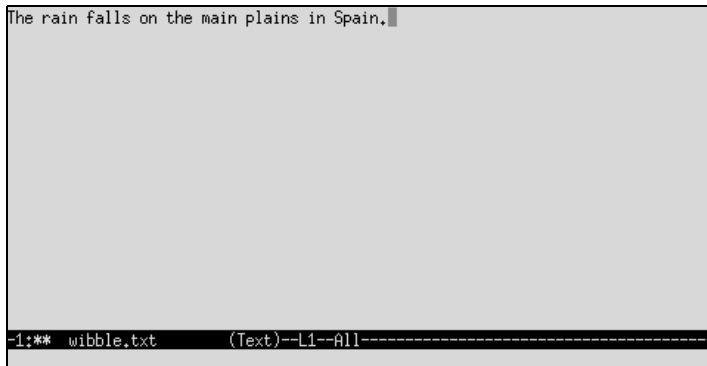 The rain falls on the main plains in Spain.
-1:** wibble.txt (Text)--L1--All------------------------------------